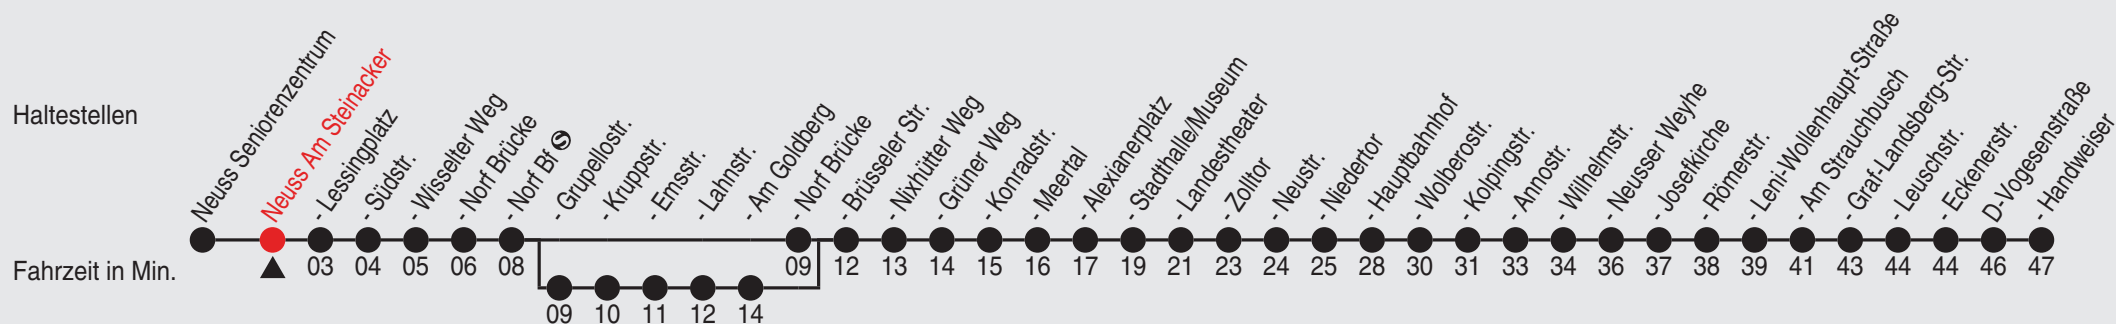 Haltestellen
Neuss Seniorenzentrum
Neuss Am Steinacker
- Lessingplatz
- Südstr.
- Wisselter Weg
- Norf Brücke
- Norf Bf S
- Grupellostr.
- Kruppstr.
- Emsstr.
- Lahnstr.
- Am Goldberg
- Norf Brücke
- Brüsseler Str.
- Nixhütter Weg
- Grüner Weg
- Konradstr.
- Meertal
- Alexianerplatz
- Stadthalle/Museum
- Landestheater
- Zolltor
- Neustr.
- Niedertor
- Hauptbahnhof
- Wolberostr.
- Kolpingstr.
- Annostr.
- Wilhelmstr.
- Neusser Weyhe
- Josefkirche
- Römerstr.
- Leni-Wollenhaupt-Straße
- Am Strauchbusch
- Graf-Landsberg-Str.
- Leuschstr.
- Eckenerstr.
D-Vogesenstraße
- Handweiser
Fahrzeit in Min.
03 04 05 06 08 09 12 13 14 15 16 17 19 21 23 24 25 28 30 31 33 34 36 37 38 39 41 43 44 44 46 47
09 10 11 12 14